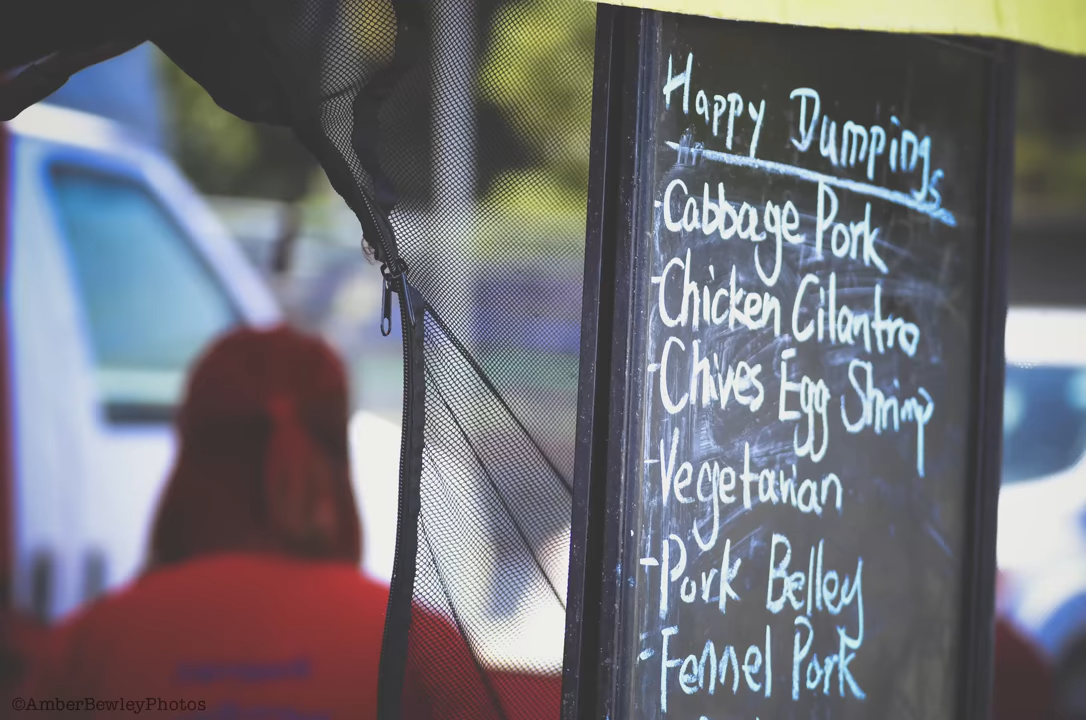 Happy Dumpings
-Cabbage Pork
-Chicken Cilantro
-Chives Egg Shrimp
-Vegetarian
-Pork Belley
-Fennel Pork
©AmberBewleyPhotos